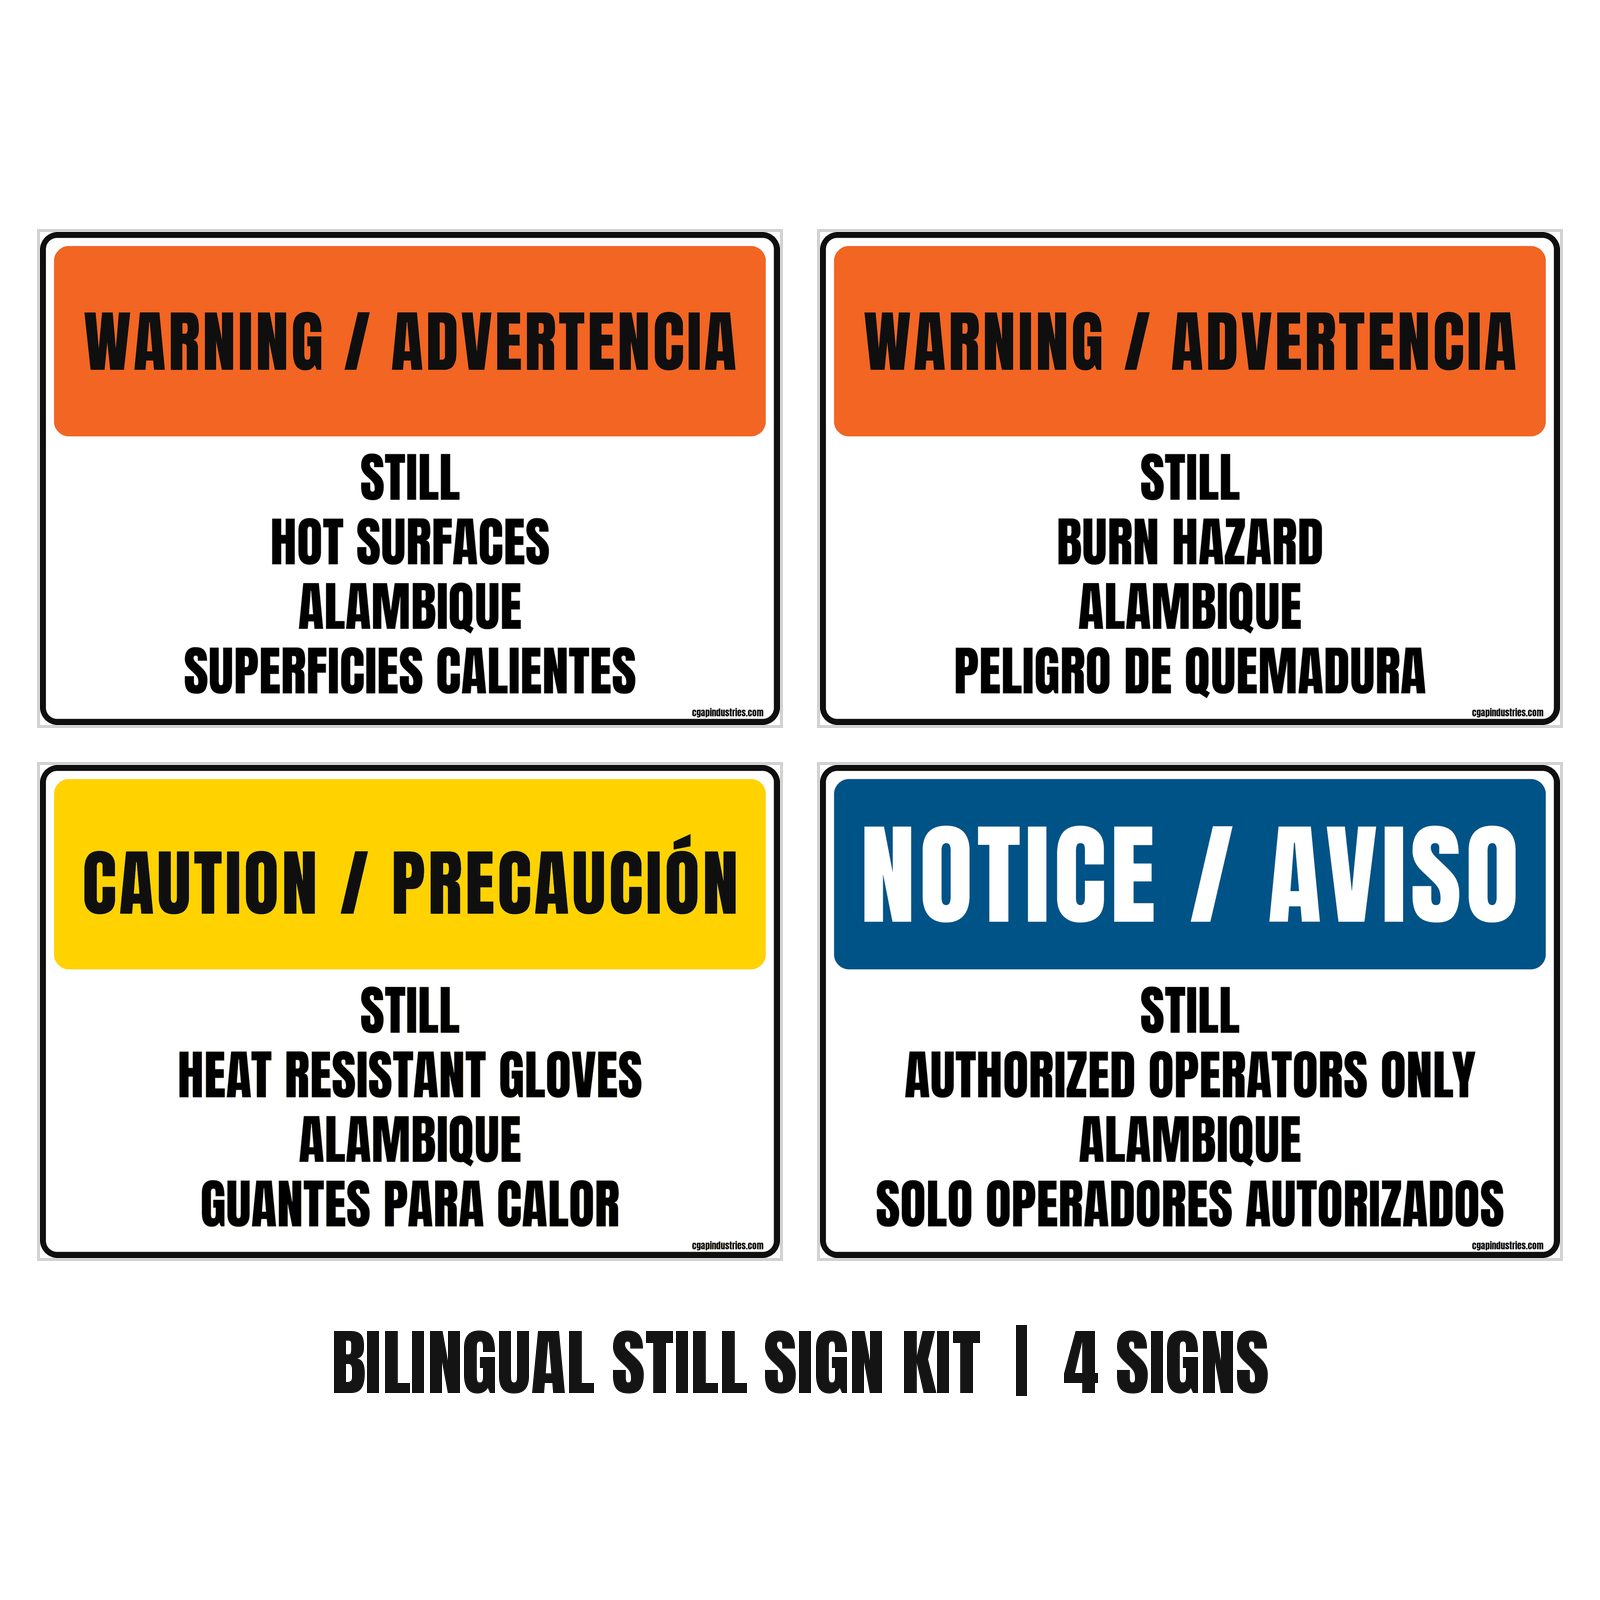 WARNING / ADVERTENCIA
STILL
HOT SURFACES
ALAMBIQUE
SUPERFICIES CALIENTES
cgapindustries.com
WARNING / ADVERTENCIA
STILL
BURN HAZARD
ALAMBIQUE
PELIGRO DE QUEMADURA
cgapindustries.com
CAUTION / PRECAUCIÓN
STILL
HEAT RESISTANT GLOVES
ALAMBIQUE
GUANTES PARA CALOR
cgapindustries.com
NOTICE / AVISO
STILL
AUTHORIZED OPERATORS ONLY
ALAMBIQUE
SOLO OPERADORES AUTORIZADOS
cgapindustries.com
BILINGUAL STILL SIGN KIT | 4 SIGNS